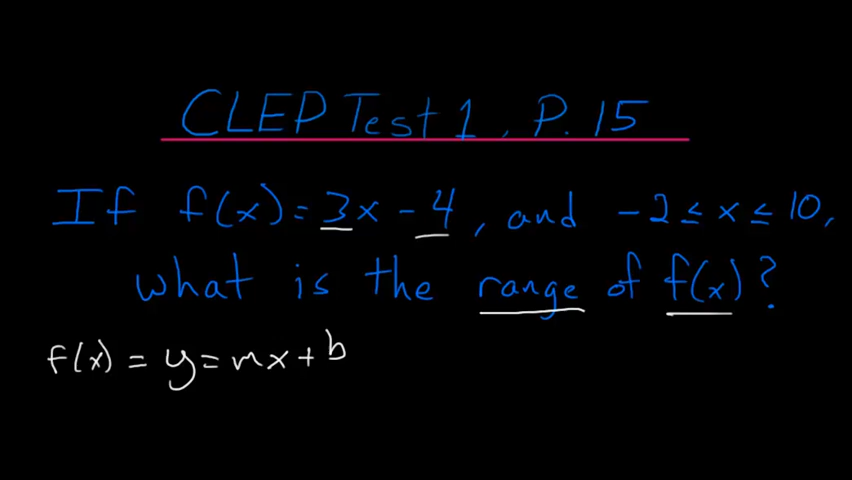 CLEP Test 1, P. 15
If f(x) = 3x - 4, and -2 ≤ x ≤ 10,
what is the range of f(x)?
f(x) = y = mx + b